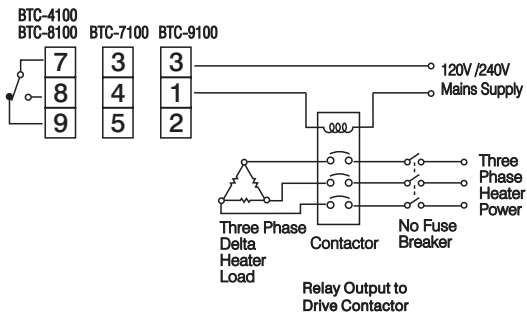 BTC-4100
BTC-8100 BTC-7100 BTC-9100
7 3 3
8 4 1
9 5 2
120V /240V
Mains Supply
Three
Phase
Heater
Power
Three Phase
Delta
Heater
Load
Contactor
No Fuse
Breaker
Relay Output to
Drive Contactor